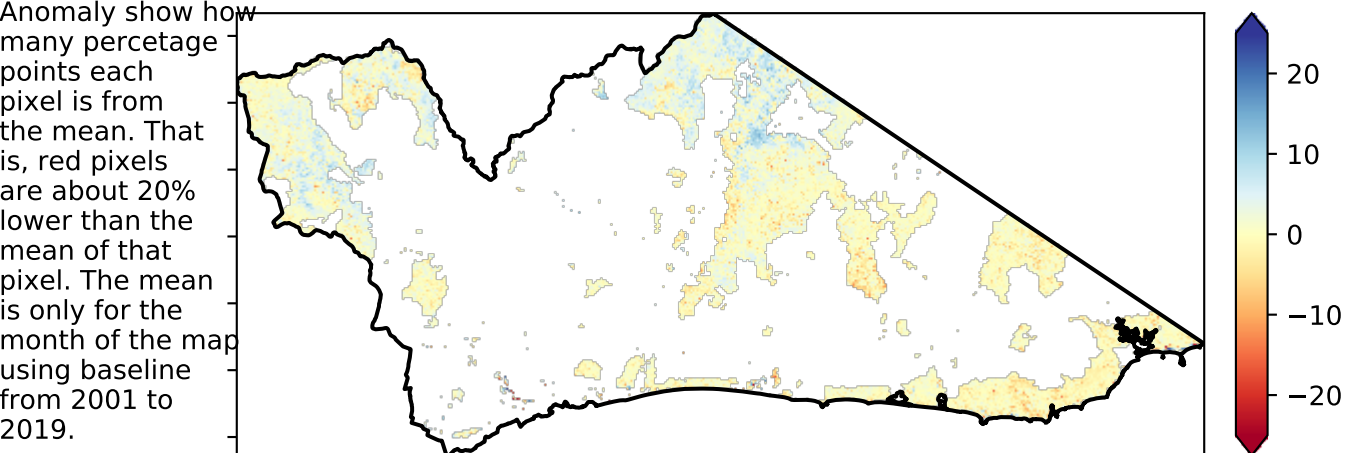 Anomaly show how
many percetage
points each
pixel is from
the mean. That
is, red pixels
are about 20%
lower than the
mean of that
pixel. The mean
is only for the
month of the map
using baseline
from 2001 to
2019.
20
10
0
−10
−20